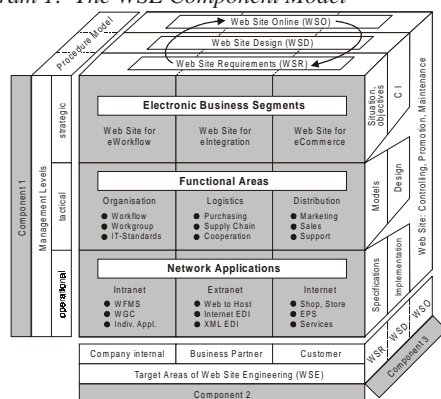 ram 1: The WSE Component Model
Procedure Model
Web Site Online (WSO)
Web Site Design (WSD)
Web Site Requirements (WSR)
Component 1
Management Levels
strategic
tactical
operational
Electronic Business Segments
Web Site for eWorkflow
Web Site for eIntegration
Web Site for eCommerce
Functional Areas
Organisation
● Workflow
● Workgroup
● IT-Standards
Logistics
● Purchasing
● Supply Chain
● Cooperation
Distribution
● Marketing
● Sales
● Support
Network Applications
Intranet
● WFMS
● WGC
● Indiv. Appl.
Extranet
● Web to Host
● Internet EDI
● XML EDI
Internet
● Shop, Store
● EPS
● Services
Situation, objectives
C I
Models
Design
Specifications
Implementation
Web Site: Controlling, Promotion, Maintenance
Company internal
Business Partner
Customer
Target Areas of Web Site Engineering (WSE)
Component 2
WSR
WSD
WSO
Component 3